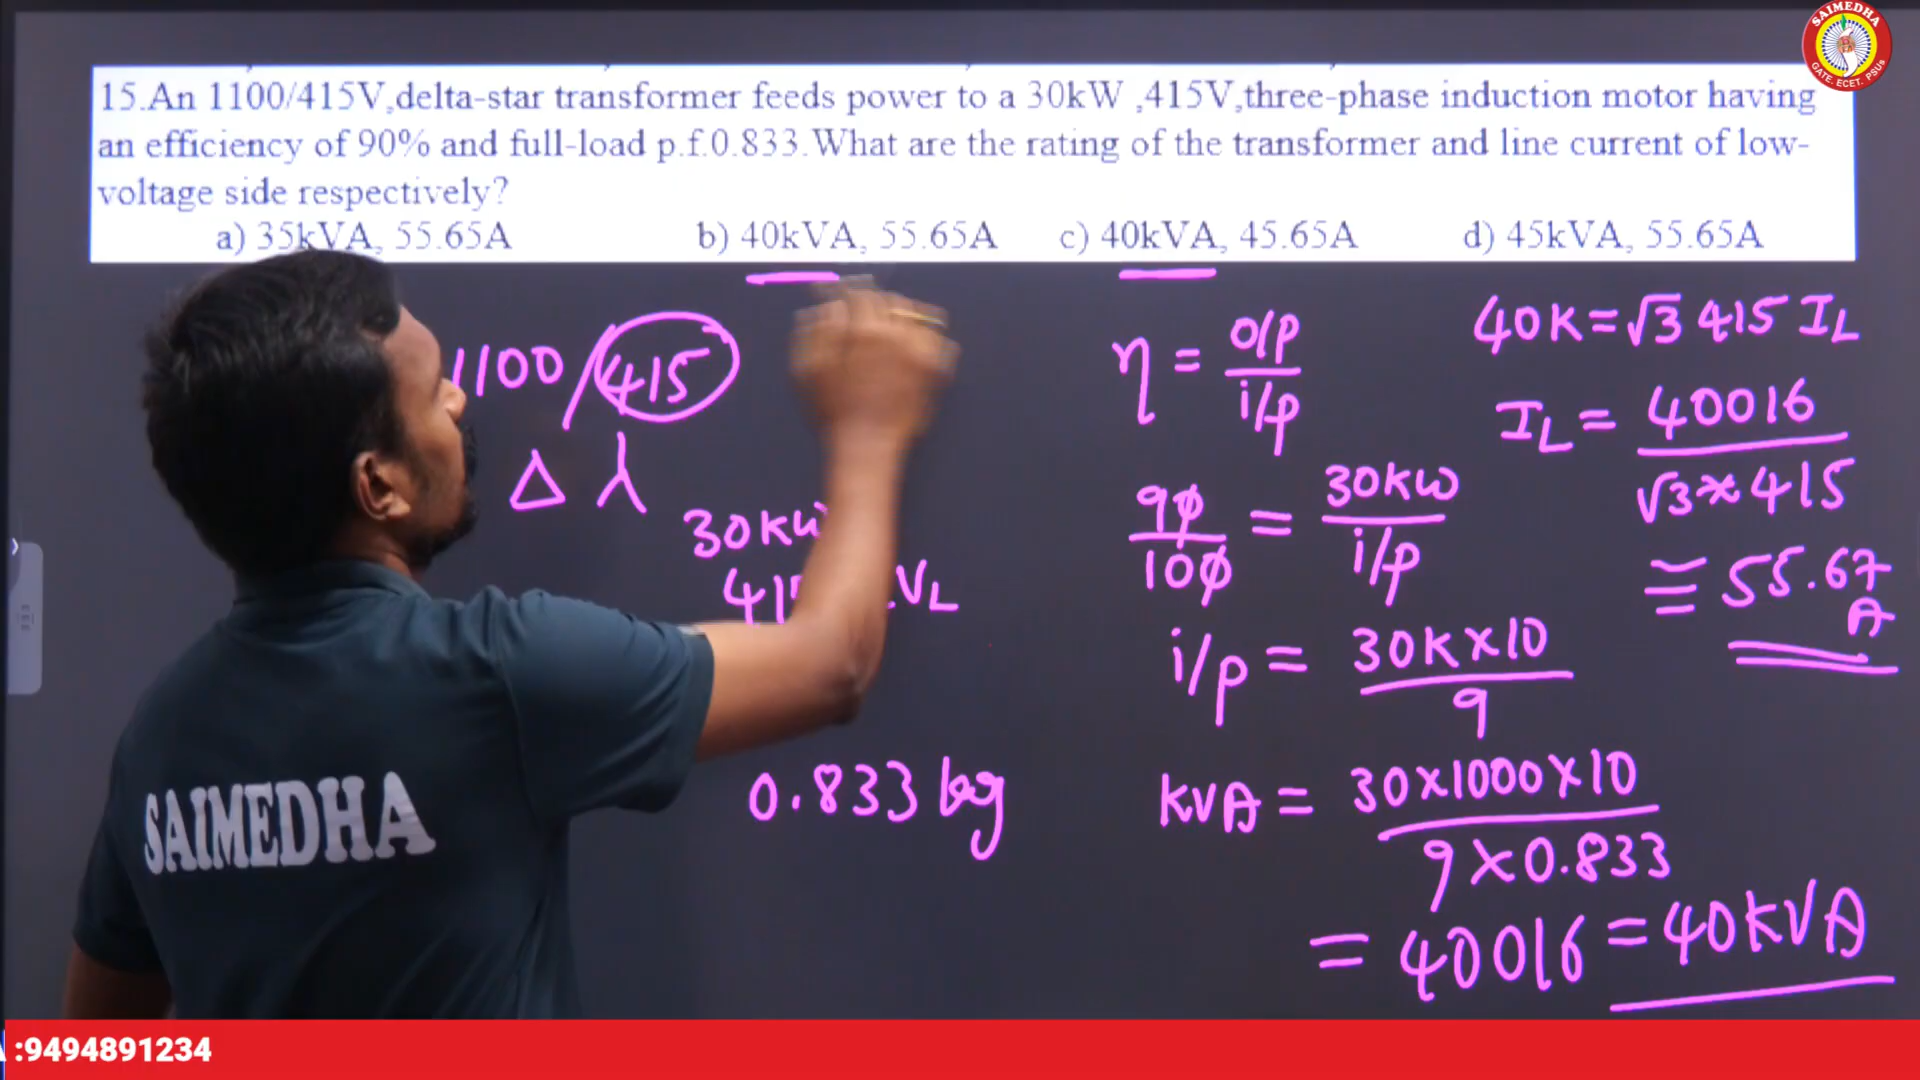 SAIMEDHA
GATE. ECET. PSUs
15.An 1100/415V,delta-star transformer feeds power to a 30kW ,415V,three-phase induction motor having
an efficiency of 90% and full-load p.f.0.833.What are the rating of the transformer and line current of low-
voltage side respectively?
a) 35kVA, 55.65A b) 40kVA, 55.65A c) 40kVA, 45.65A d) 45kVA, 55.65A
1100/415
Δ
30KW
VL
0.833 lag
η = o/p / i/p
90/100 = 30KW / i/p
i/p = 30K×10 / 9
KVA = 30×1000×10 / 9×0.833
= 40016 = 40KVA
40K = √3 415 IL
IL = 40016 / √3×415
= 55.67 A
SAIMEDHA
:9494891234